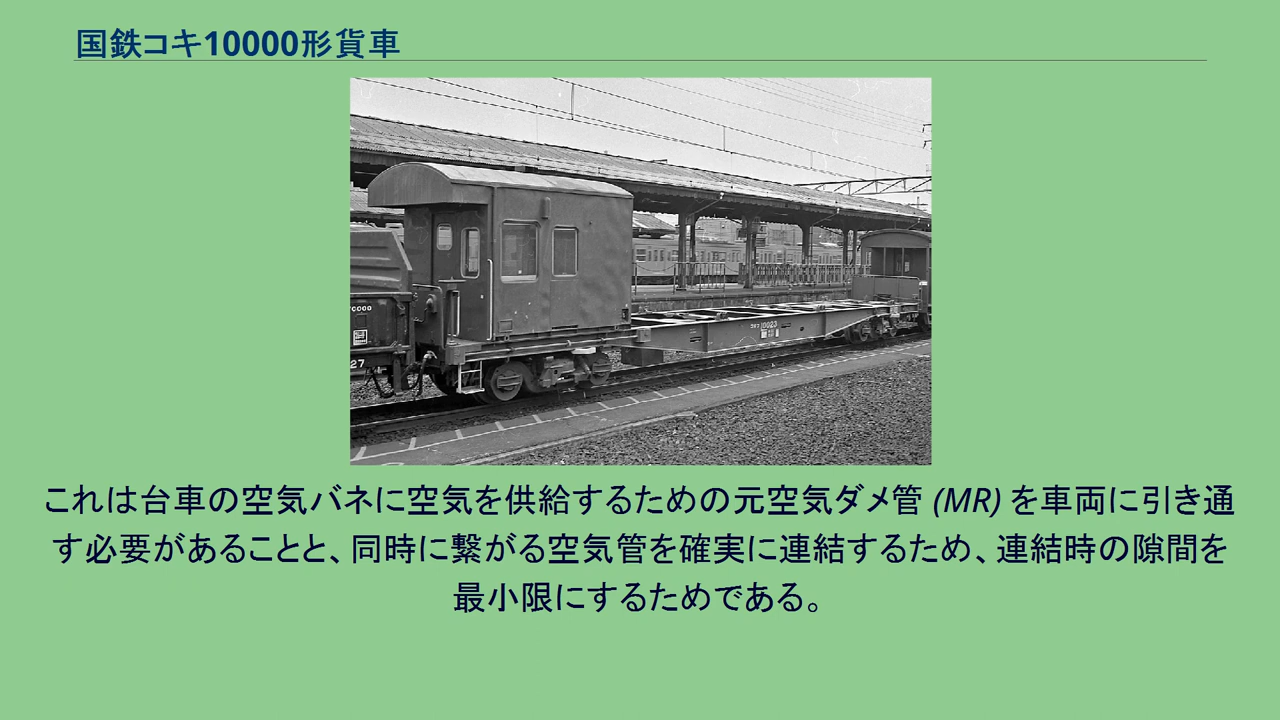 国鉄コキ10000形貨車
27
10023
これは台車の空気バネに空気を供給するための元空気ダメ管 (MR) を車両に引き通
す必要があることと、同時に繋がる空気管を確実に連結するため、連結時の隙間を
最小限にするためである。